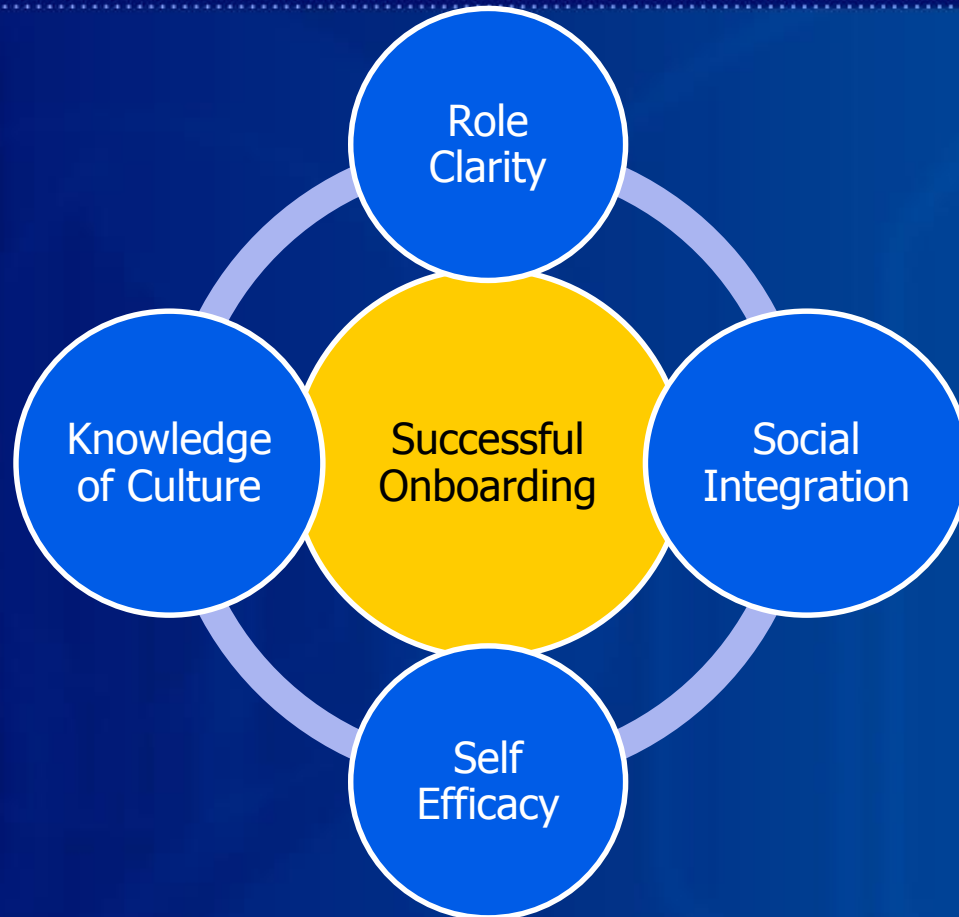 Role
Clarity
Knowledge
of Culture
Successful
Onboarding
Social
Integration
Self
Efficacy